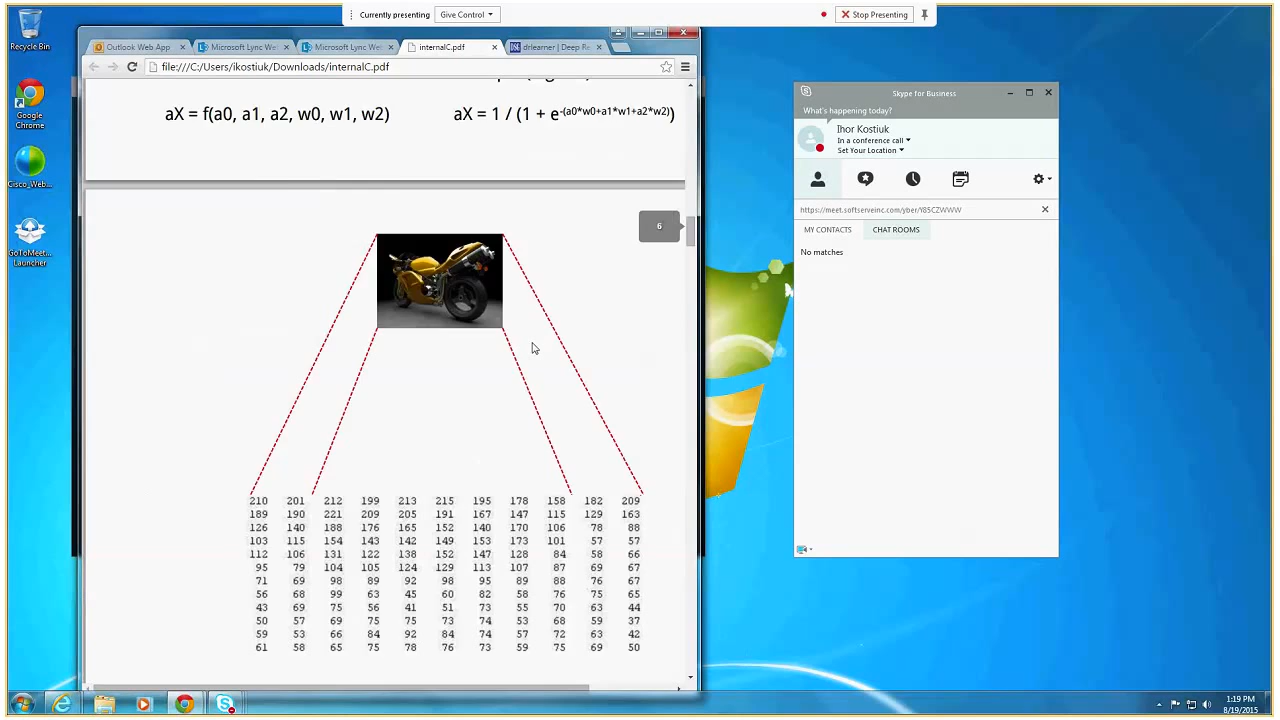 Currently presenting
Give Control
Stop Presenting
Recycle Bin
Google
Chrome
Cisco_Web...
GoToMeet...
Launcher
Outlook Web App
Microsoft Lync We
Microsoft Lync We
internalC.pdf
drlearner | Deep Re
file:///C:/Users/ikostiuk/Downloads/internalC.pdf
aX = f(a0, a1, a2, w0, w1, w2)
aX = 1 / (1 + e-(a0*w0+a1*w1+a2*w2))
6
210 201 212 199 213 215 195 178 158 182 209
189 190 221 209 205 191 167 147 115 129 163
126 140 188 176 165 152 140 170 106 78 88
103 115 154 143 142 149 153 173 101 57 57
112 106 131 122 138 152 147 128 84 58 66
95 79 104 105 124 129 113 107 87 69 67
71 69 98 89 92 98 95 89 88 76 67
56 68 99 63 45 60 82 58 76 75 65
43 69 75 56 41 51 73 55 70 63 44
50 57 69 75 75 73 74 53 68 59 37
59 53 66 84 92 84 74 57 72 63 42
61 58 65 75 78 76 73 59 75 69 50
Skype for Business
What's happening today?
Ihor Kostiuk
In a conference call
Set Your Location
https://meet.softserveinc.com/yber/Y85CZWWW
MY CONTACTS
CHAT ROOMS
No matches
1:19 PM
8/19/2015